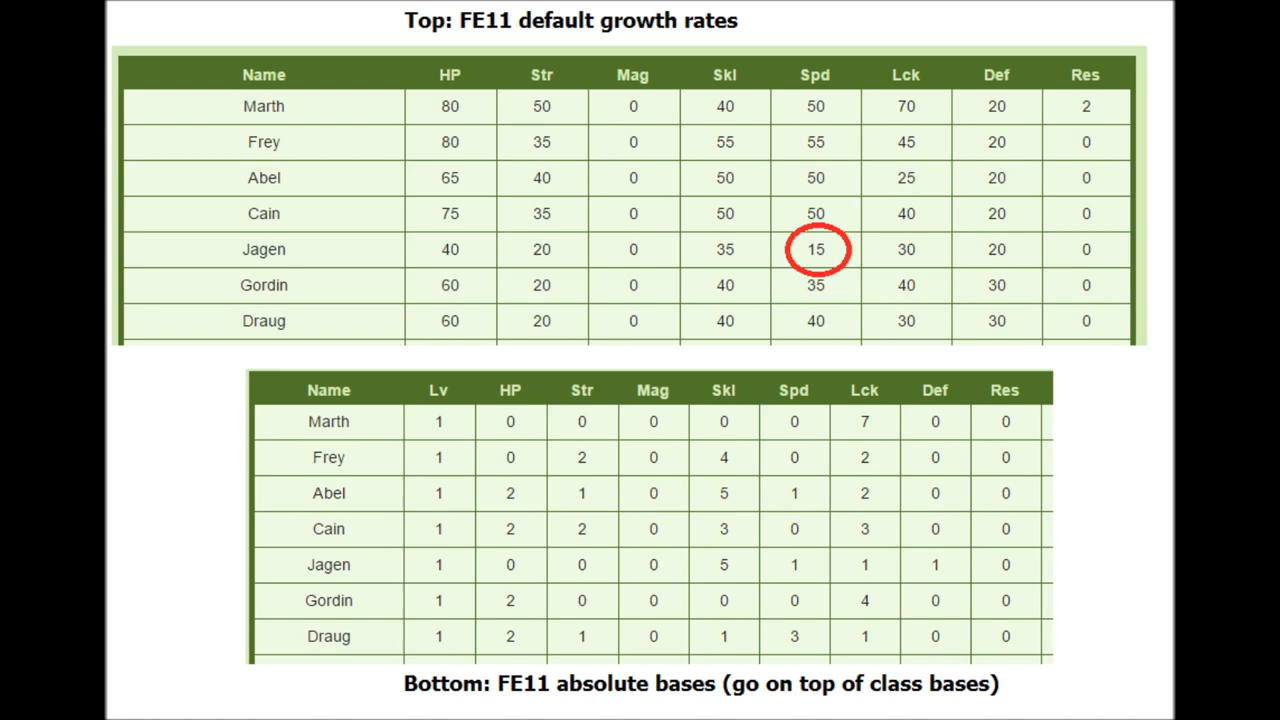 Top: FE11 default growth rates
Name HP Str Mag Skl Spd Lck Def Res
Marth 80 50 0 40 50 70 20 2
Frey 80 35 0 55 55 45 20 0
Abel 65 40 0 50 50 25 20 0
Cain 75 35 0 50 50 40 20 0
Jagen 40 20 0 35 15 30 20 0
Gordin 60 20 0 40 35 40 30 0
Draug 60 20 0 40 40 30 30 0
Name Lv HP Str Mag Skl Spd Lck Def Res
Marth 1 0 0 0 0 0 7 0 0
Frey 1 0 2 0 4 0 2 0 0
Abel 1 2 1 0 5 1 2 0 0
Cain 1 2 2 0 3 0 3 0 0
Jagen 1 0 0 0 5 1 1 1 0
Gordin 1 2 0 0 0 0 4 0 0
Draug 1 2 1 0 1 3 1 0 0
Bottom: FE11 absolute bases (go on top of class bases)